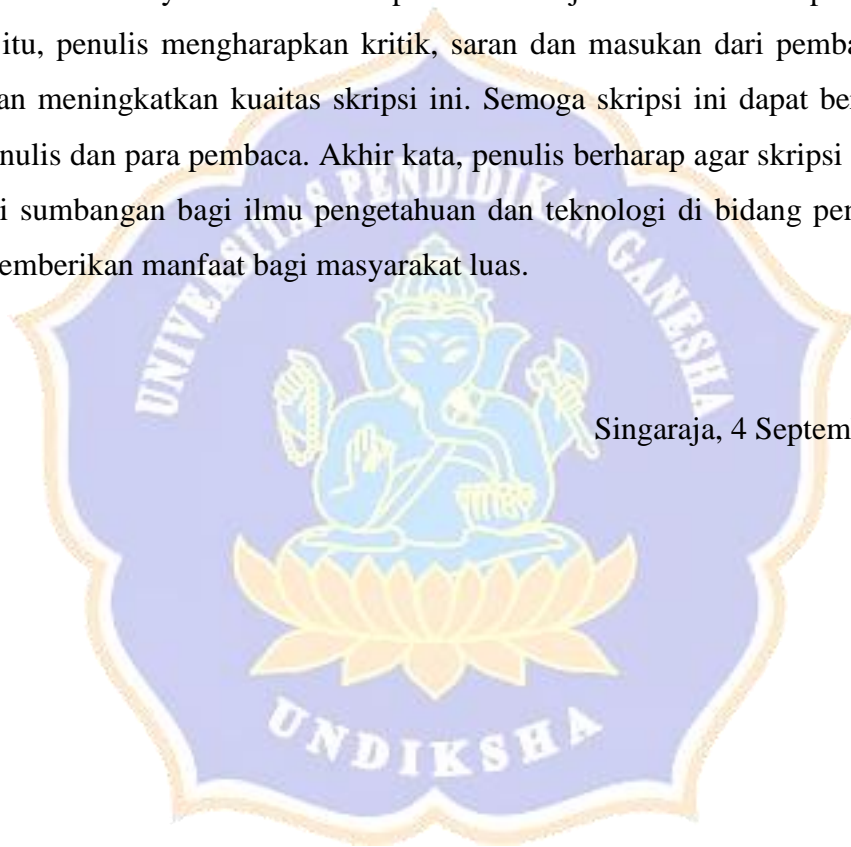 itu, penulis mengharapkan kritik, saran dan masukan dari pemba
an meningkatkan kuaitas skripsi ini. Semoga skripsi ini dapat be
nulis dan para pembaca. Akhir kata, penulis berharap agar skripsi
i sumbangan bagi ilmu pengetahuan dan teknologi di bidang pe
emberikan manfaat bagi masyarakat luas.
UNIVERSITAS PENDIDIKAN GANESHA
Singaraja, 4 Septem
UNDIKSHA